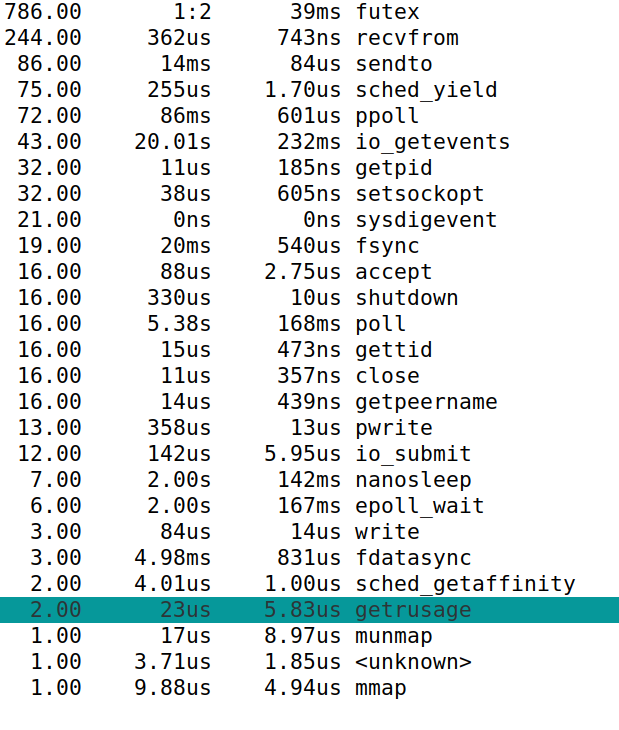 786.00 1:2 39ms futex
244.00 362us 743ns recvfrom
86.00 14ms 84us sendto
75.00 255us 1.70us sched_yield
72.00 86ms 601us ppoll
43.00 20.01s 232ms io_getevents
32.00 11us 185ns getpid
32.00 38us 605ns setsockopt
21.00 0ns 0ns sysdigevent
19.00 20ms 540us fsync
16.00 88us 2.75us accept
16.00 330us 10us shutdown
16.00 5.38s 168ms poll
16.00 15us 473ns gettid
16.00 11us 357ns close
16.00 14us 439ns getpeername
13.00 358us 13us pwrite
12.00 142us 5.95us io_submit
7.00 2.00s 142ms nanosleep
6.00 2.00s 167ms epoll_wait
3.00 84us 14us write
3.00 4.98ms 831us fdatasync
2.00 4.01us 1.00us sched_getaffinity
2.00 23us 5.83us getrusage
1.00 17us 8.97us munmap
1.00 3.71us 1.85us <unknown>
1.00 9.88us 4.94us mmap